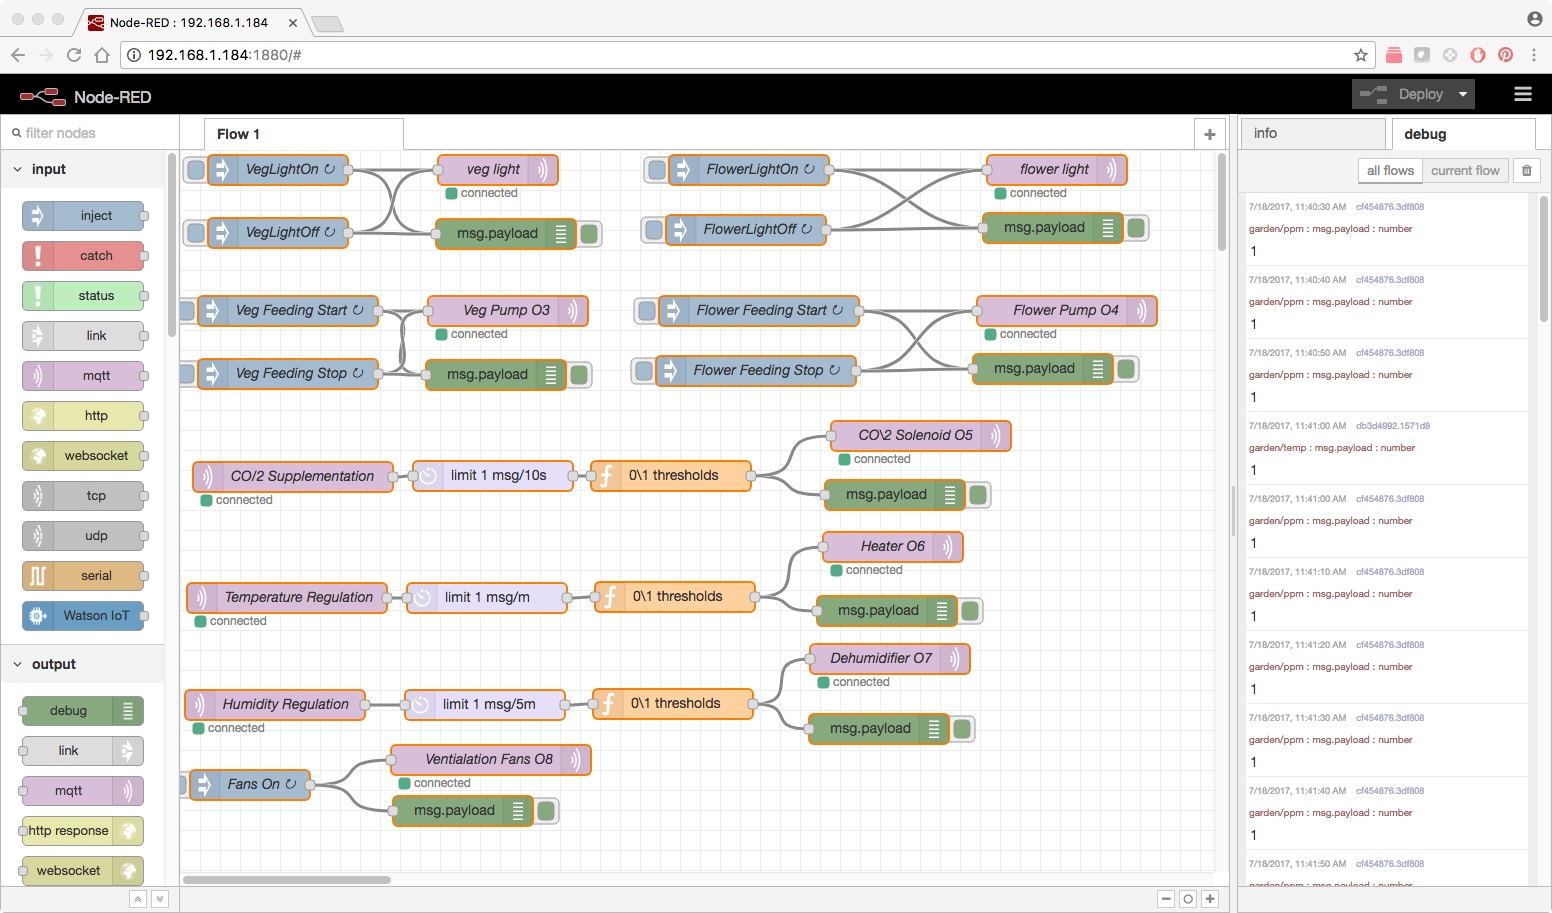 Node-RED : 192.168.1.184
192.168.1.184:1880/#
Node-RED
Deploy
filter nodes
input
inject
catch
status
link
mqtt
http
websocket
tcp
udp
serial
Watson IoT
output
debug
link
mqtt
http response
websocket
Flow 1
VegLightOn ↻
veg light
connected
VegLightOff ↻
msg.payload
FlowerLightOn ↻
flower light
connected
FlowerLightOff ↻
msg.payload
Veg Feeding Start ↻
Veg Pump O3
connected
Veg Feeding Stop ↻
msg.payload
Flower Feeding Start ↻
Flower Pump O4
connected
Flower Feeding Stop ↻
msg.payload
CO/2 Supplementation
connected
limit 1 msg/10s
0\1 thresholds
CO\2 Solenoid O5
connected
msg.payload
Temperature Regulation
connected
limit 1 msg/m
0\1 thresholds
Heater O6
connected
msg.payload
Humidity Regulation
connected
limit 1 msg/5m
0\1 thresholds
Dehumidifier O7
connected
msg.payload
Fans On ↻
Ventialation Fans O8
connected
msg.payload
info
debug
all flows
current flow
7/18/2017, 11:40:30 AM cf454876.3df808
garden/ppm : msg.payload : number
1
7/18/2017, 11:40:40 AM cf454876.3df808
garden/ppm : msg.payload : number
1
7/18/2017, 11:40:50 AM cf454876.3df808
garden/ppm : msg.payload : number
1
7/18/2017, 11:41:00 AM db3d4992.1571d8
garden/temp : msg.payload : number
1
7/18/2017, 11:41:00 AM cf454876.3df808
garden/ppm : msg.payload : number
1
7/18/2017, 11:41:10 AM cf454876.3df808
garden/ppm : msg.payload : number
1
7/18/2017, 11:41:20 AM cf454876.3df808
garden/ppm : msg.payload : number
1
7/18/2017, 11:41:30 AM cf454876.3df808
garden/ppm : msg.payload : number
1
7/18/2017, 11:41:40 AM cf454876.3df808
garden/ppm : msg.payload : number
1
7/18/2017, 11:41:50 AM cf454876.3df808
garden/ppm : msg.payload : number